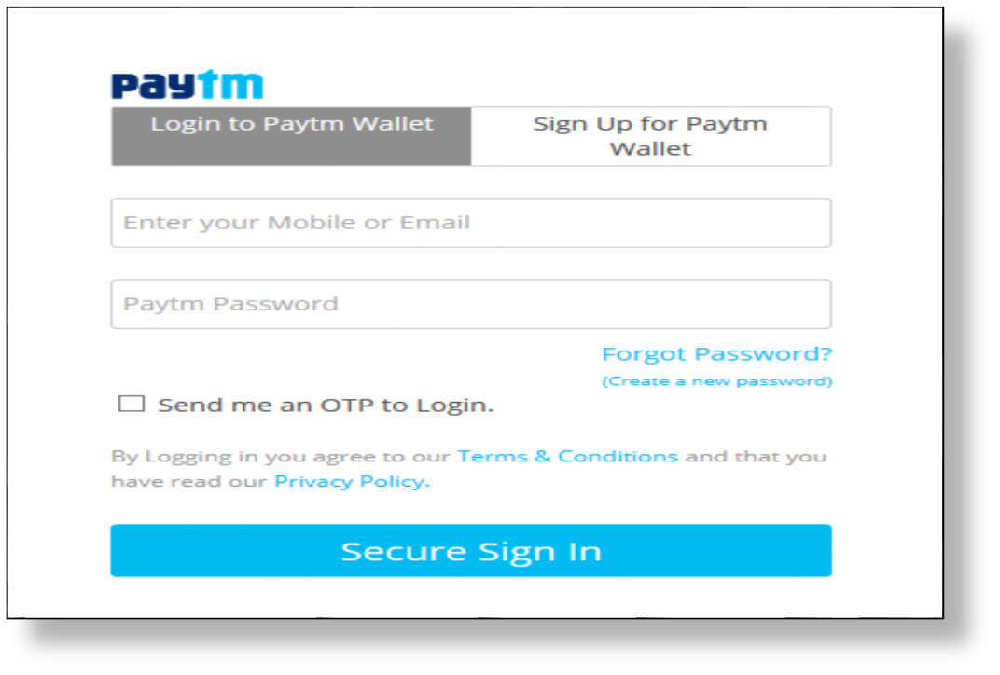 paytm
Login to Paytm Wallet
Sign Up for Paytm
Wallet
Enter your Mobile or Email
Paytm Password
Forgot Password?
(Create a new password)
Send me an OTP to Login.
By Logging in you agree to our Terms & Conditions and that you
have read our Privacy Policy.
Secure Sign In